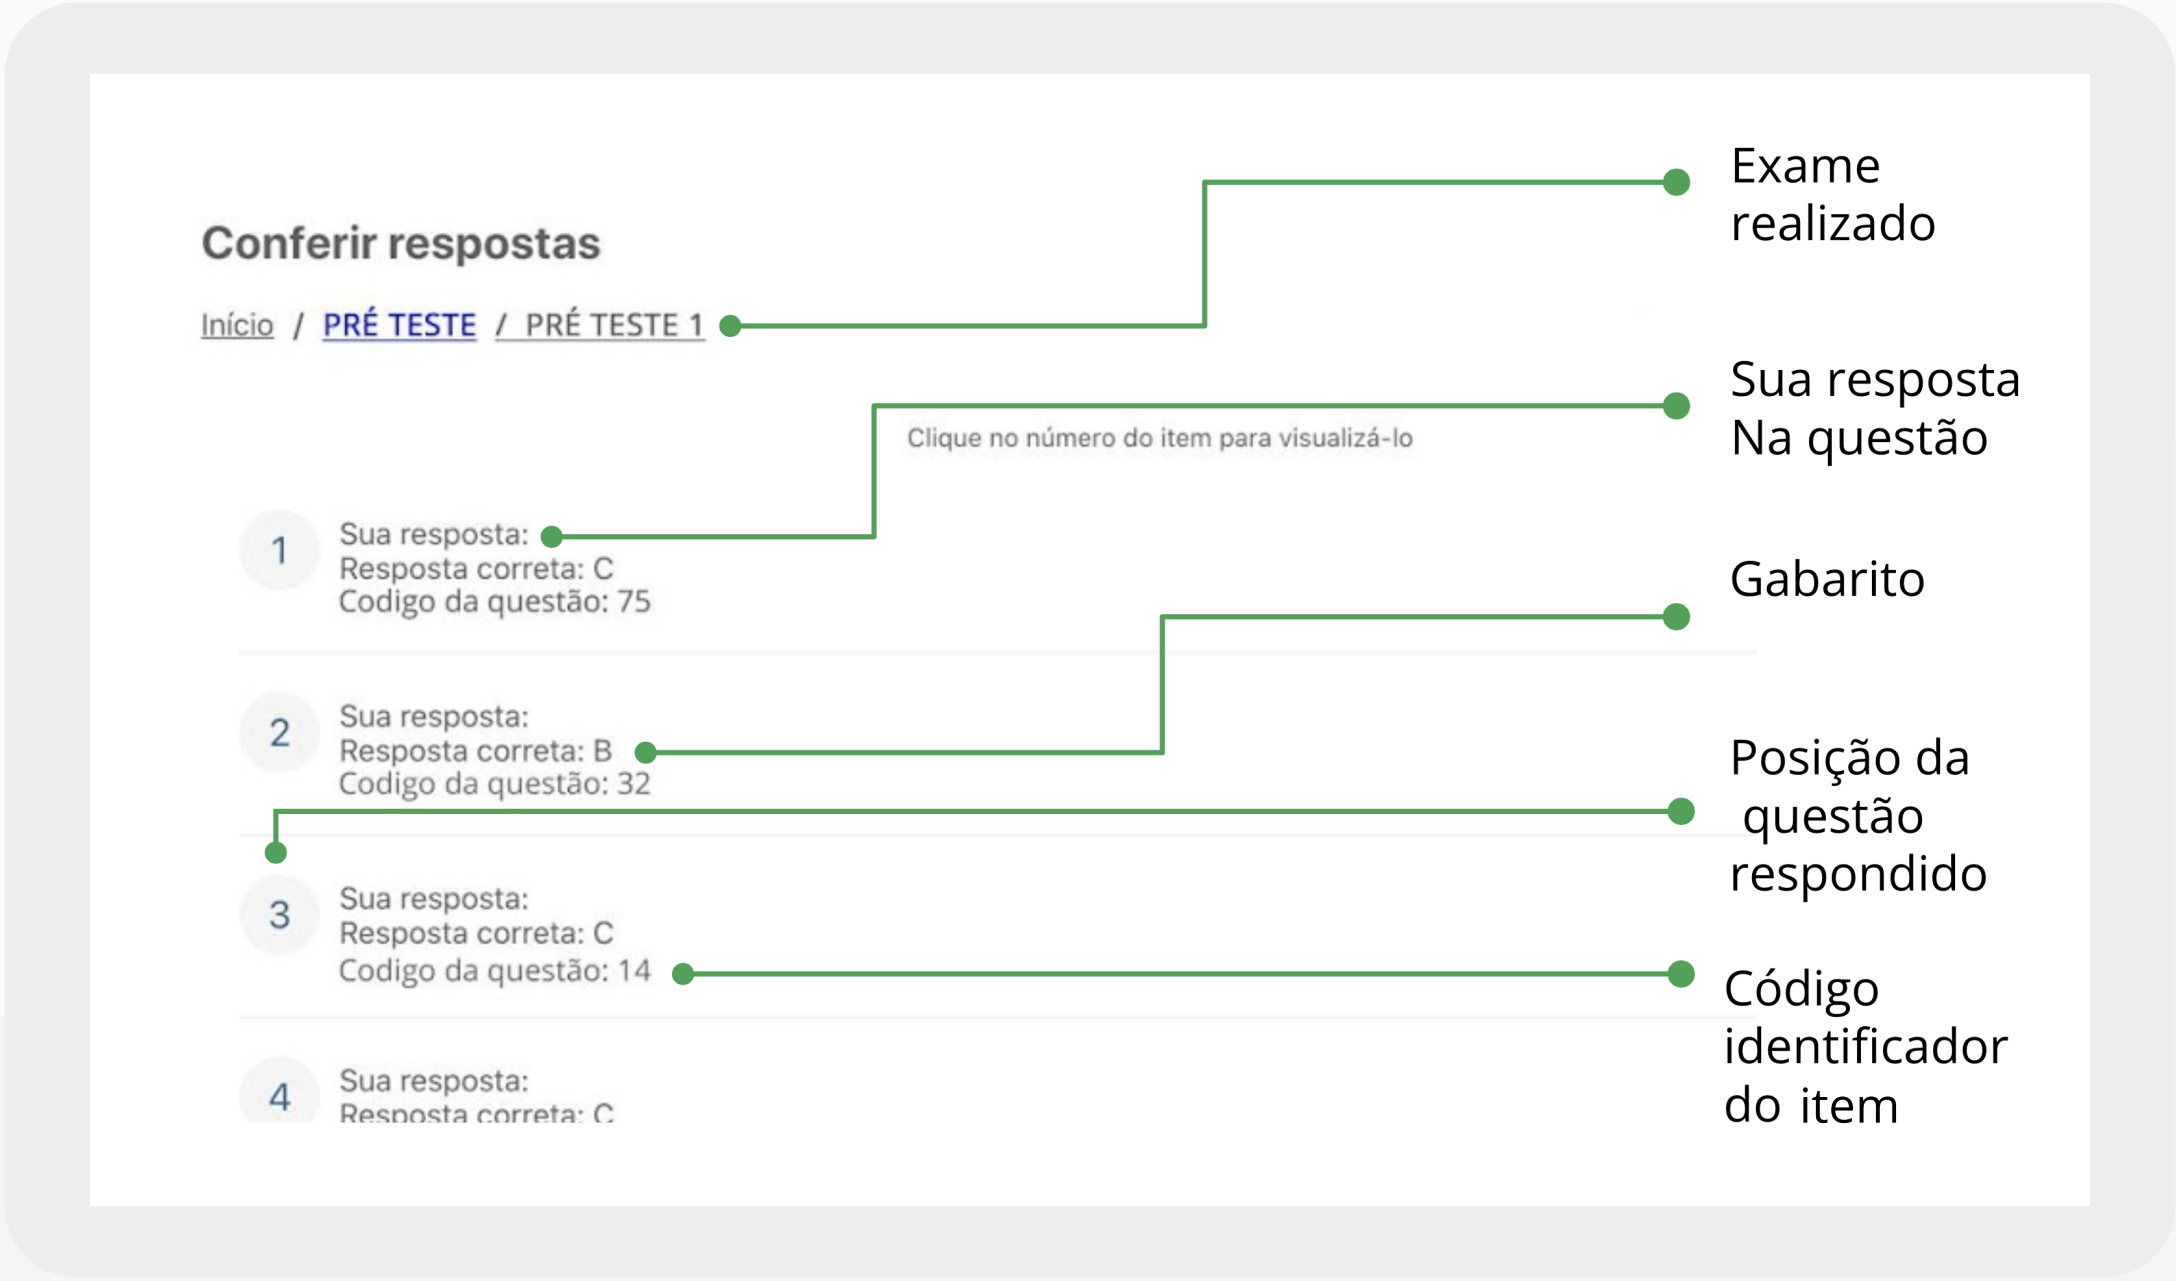 Exame
realizado
Conferir respostas
Início / PRÉ TESTE / PRÉ TESTE 1
Sua resposta
Na questão
Clique no número do item para visualizá-lo
1
Sua resposta:
Resposta correta: C
Codigo da questão: 75
Gabarito
2
Sua resposta:
Resposta correta: B
Codigo da questão: 32
Posição da
questão
respondido
3
Sua resposta:
Resposta correta: C
Codigo da questão: 14
Código
identificador
do item
4
Sua resposta:
Resposta correta: C